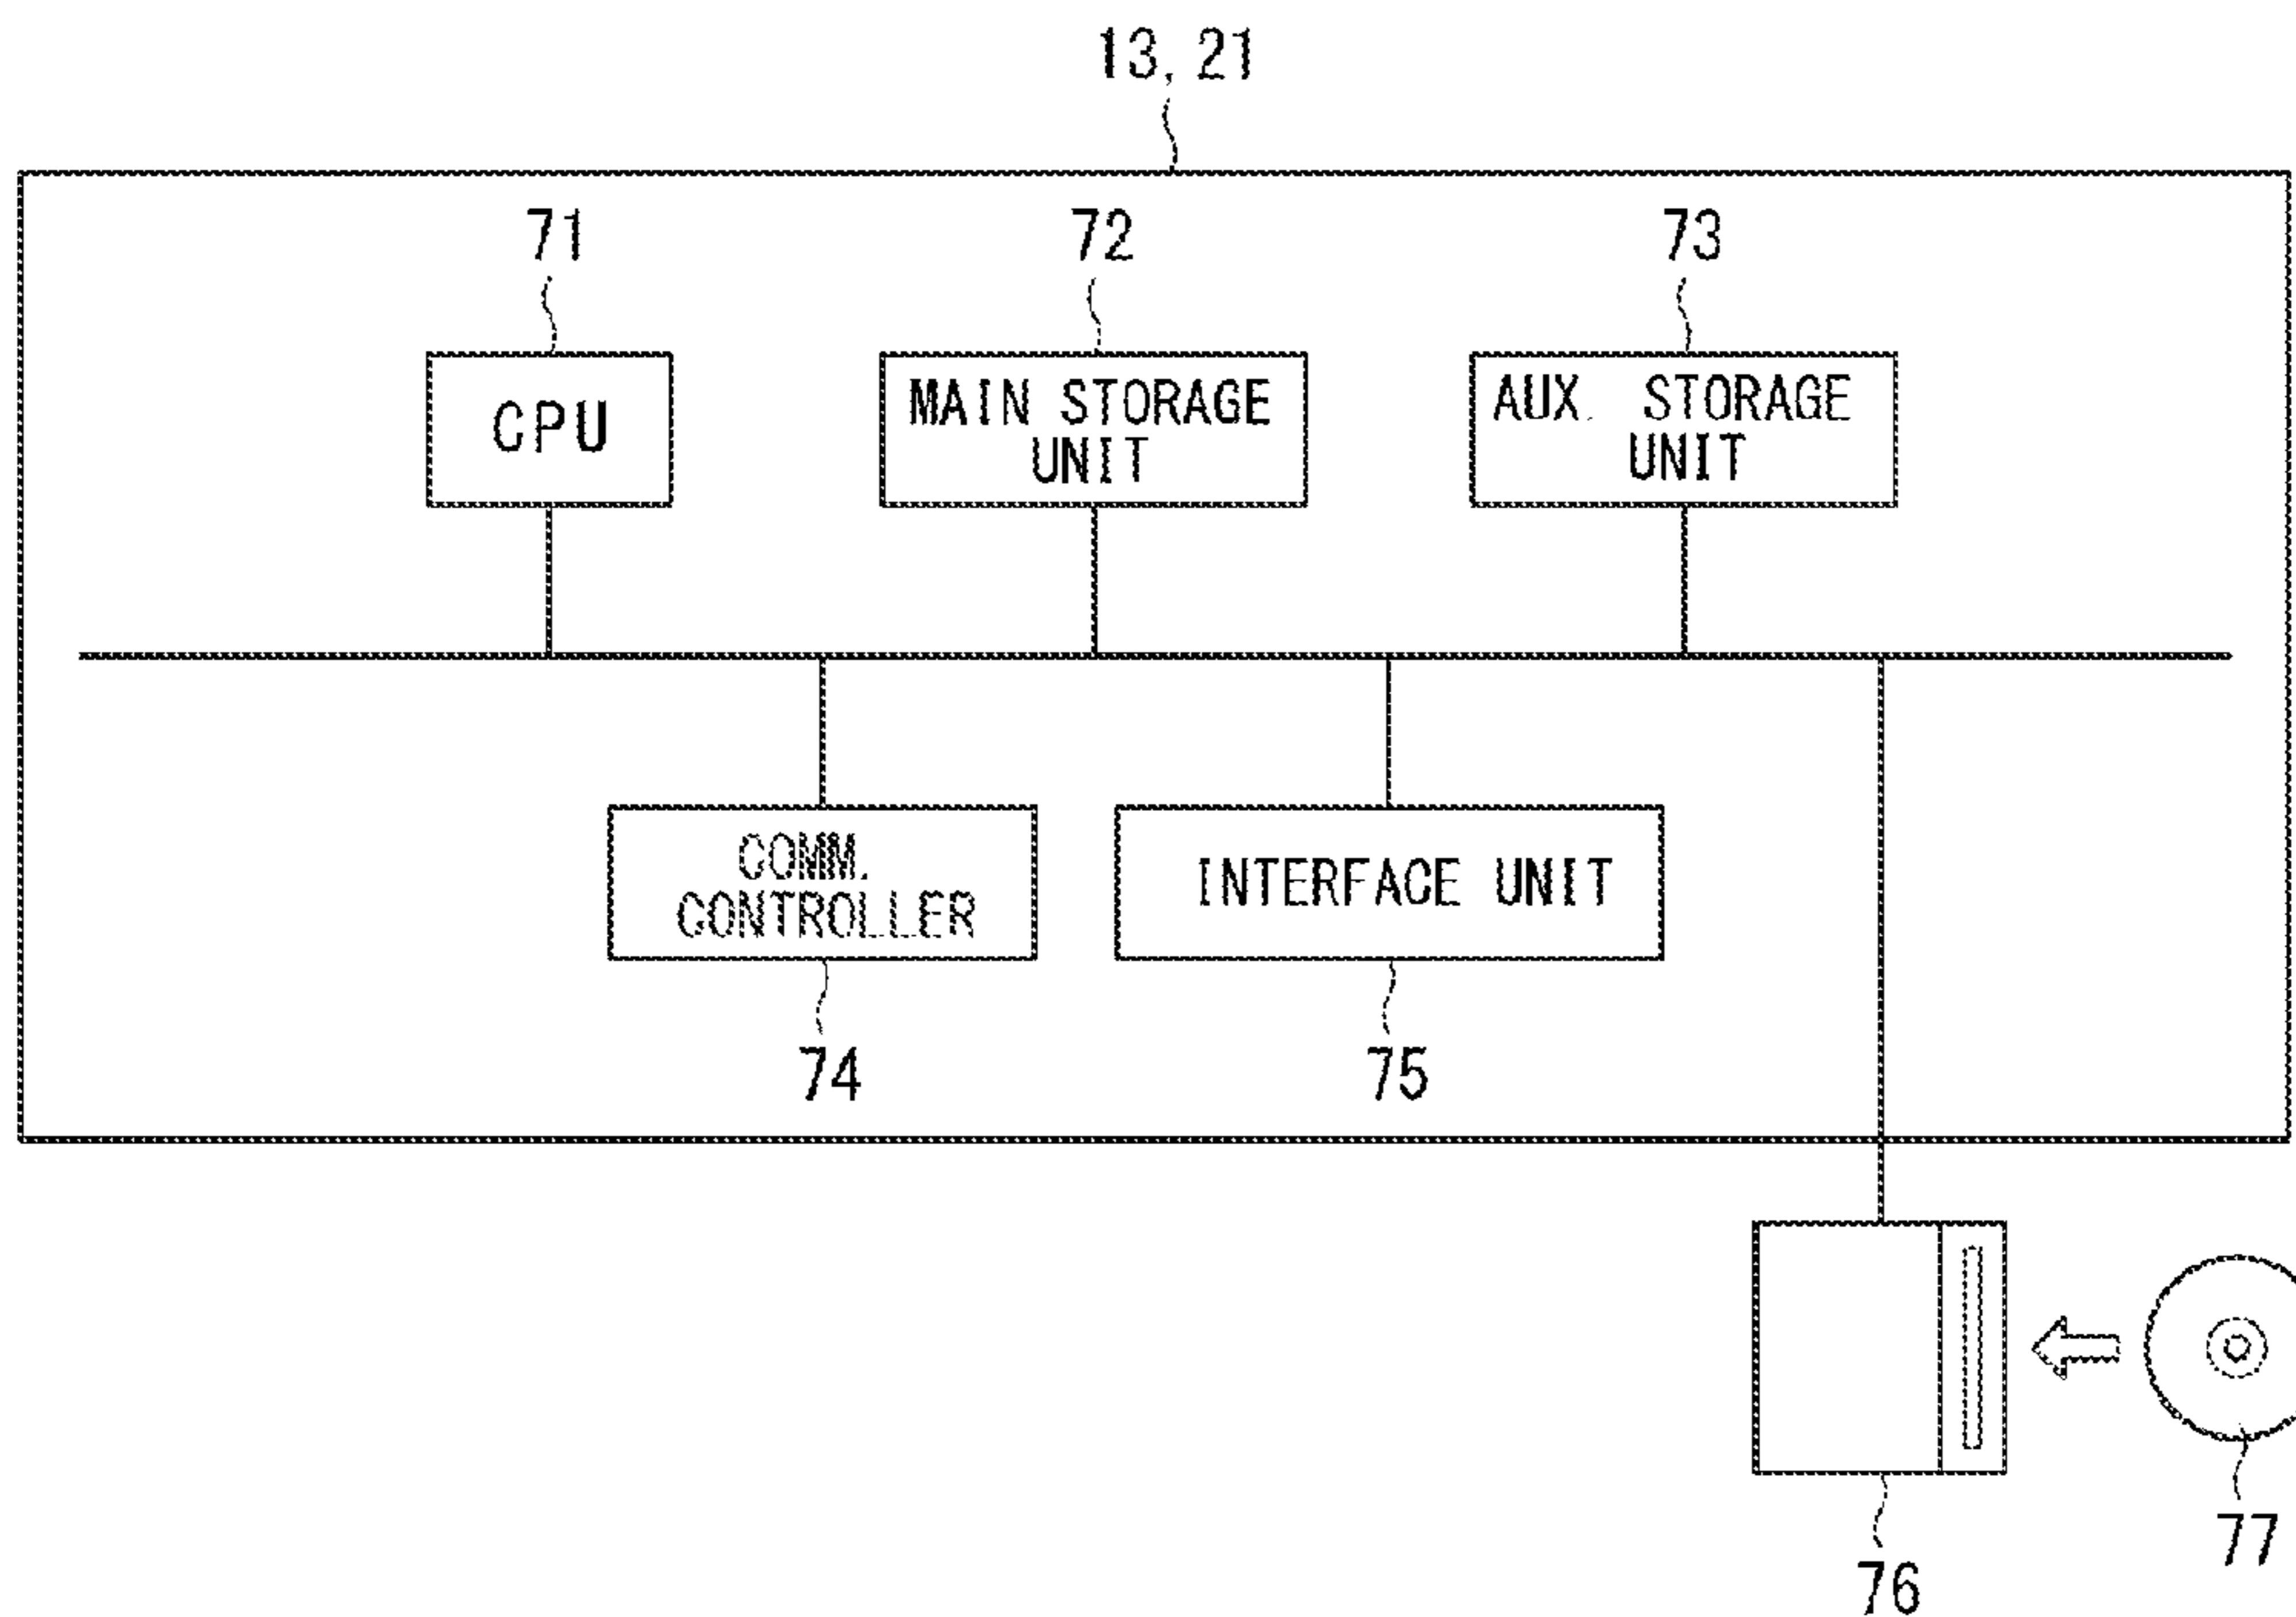 13, 21
71
72
73
CPU
MAIN STORAGE
UNIT
AUX. STORAGE
UNIT
COMM.
CONTROLLER
INTERFACE UNIT
74
75
76
77